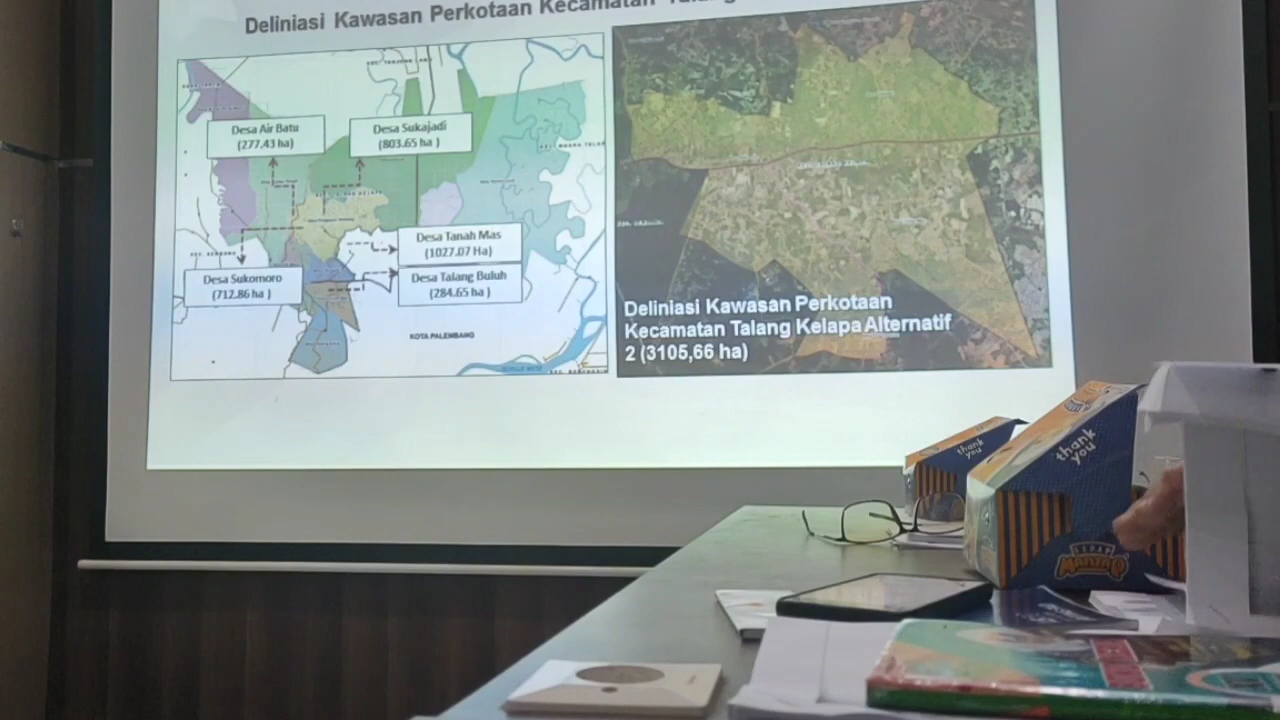 Deliniasi Kawasan Perkotaan Kecamatan Talang
Desa Air Batu
(277.43 ha)
Desa Sukajadi
(803.65 ha )
Desa Tanah Mas
(1027.07 Ha)
Desa Sukomoro
(712.86 ha )
Desa Talang Buluh
(284.65 ha )
KOTA PALEMBANG
Deliniasi Kawasan Perkotaan
Kecamatan Talang Kelapa Alternatif
2 (3105,66 ha)
thank
you
thank
you